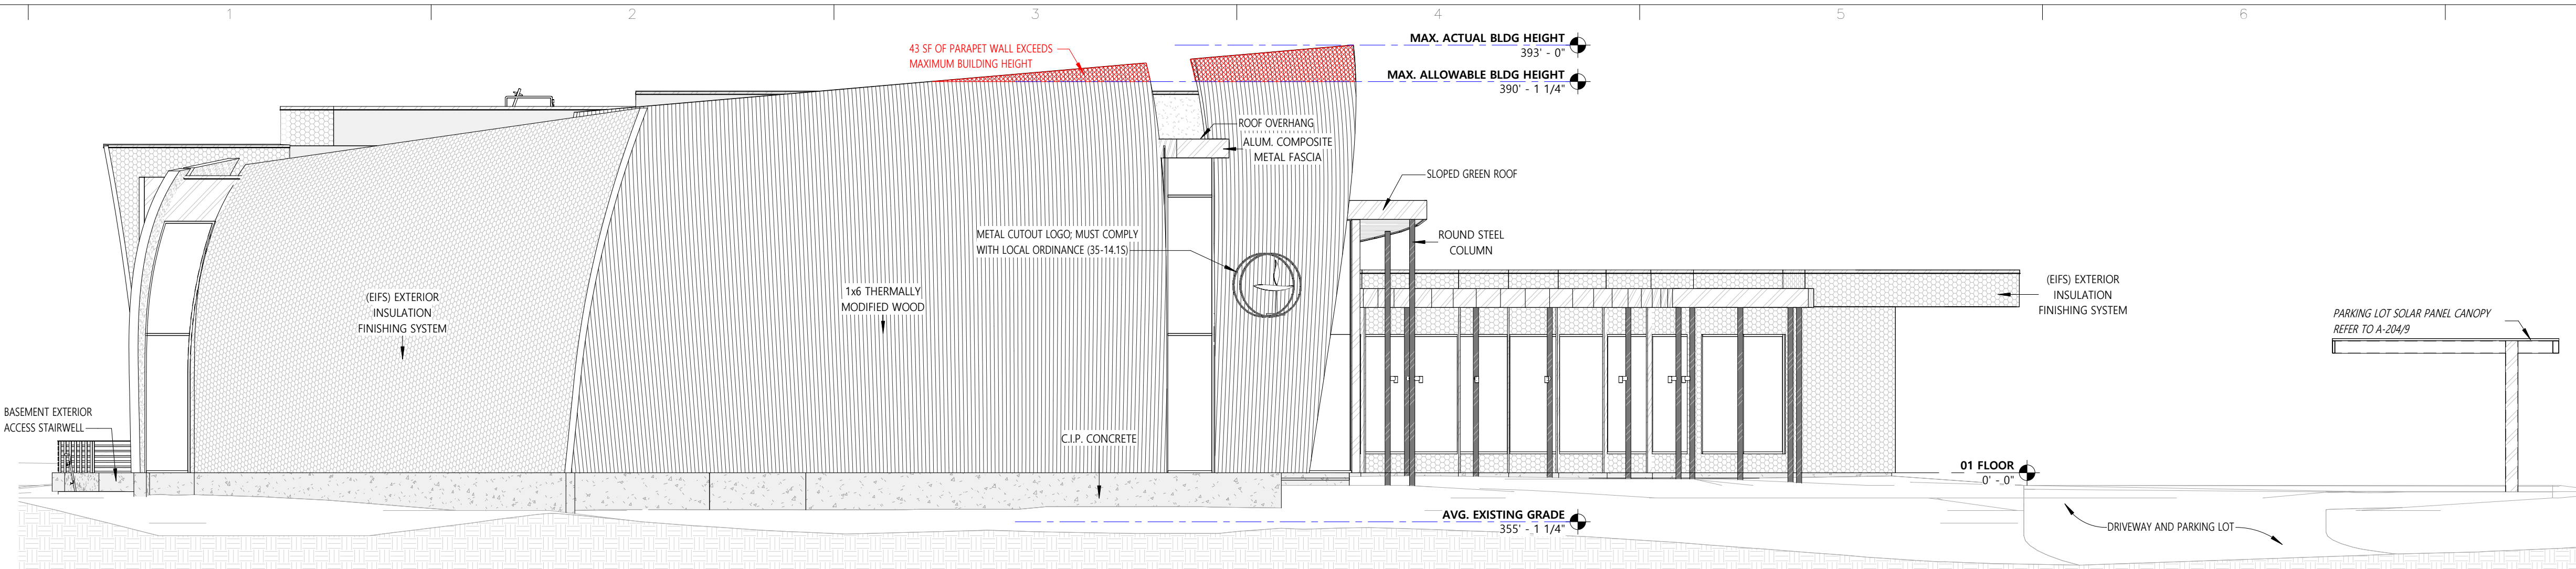 1
2
3
4
5
6
43 SF OF PARAPET WALL EXCEEDS
MAXIMUM BUILDING HEIGHT
MAX. ACTUAL BLDG HEIGHT
393' - 0"
MAX. ALLOWABLE BLDG HEIGHT
390' - 1 1/4"
ROOF OVERHANG
ALUM. COMPOSITE
METAL FASCIA
SLOPED GREEN ROOF
METAL CUTOUT LOGO; MUST COMPLY
WITH LOCAL ORDINANCE (35-14.1S)
ROUND STEEL
COLUMN
(EIFS) EXTERIOR
INSULATION
FINISHING SYSTEM
1x6 THERMALLY
MODIFIED WOOD
(EIFS) EXTERIOR
INSULATION
FINISHING SYSTEM
PARKING LOT SOLAR PANEL CANOPY
REFER TO A-204/9
BASEMENT EXTERIOR
ACCESS STAIRWELL
C.I.P. CONCRETE
01 FLOOR
0' - 0"
AVG. EXISTING GRADE
355' - 1 1/4"
DRIVEWAY AND PARKING LOT